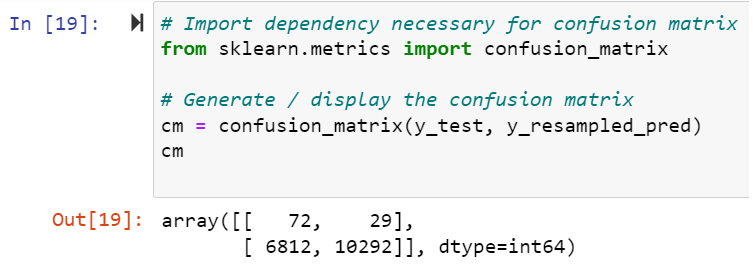 In [19]:
# Import dependency necessary for confusion matrix
from sklearn.metrics import confusion_matrix
# Generate / display the confusion matrix
cm = confusion_matrix(y_test, y_resampled_pred)
cm
Out[19]: array([[   72,    29],
       [ 6812, 10292]], dtype=int64)